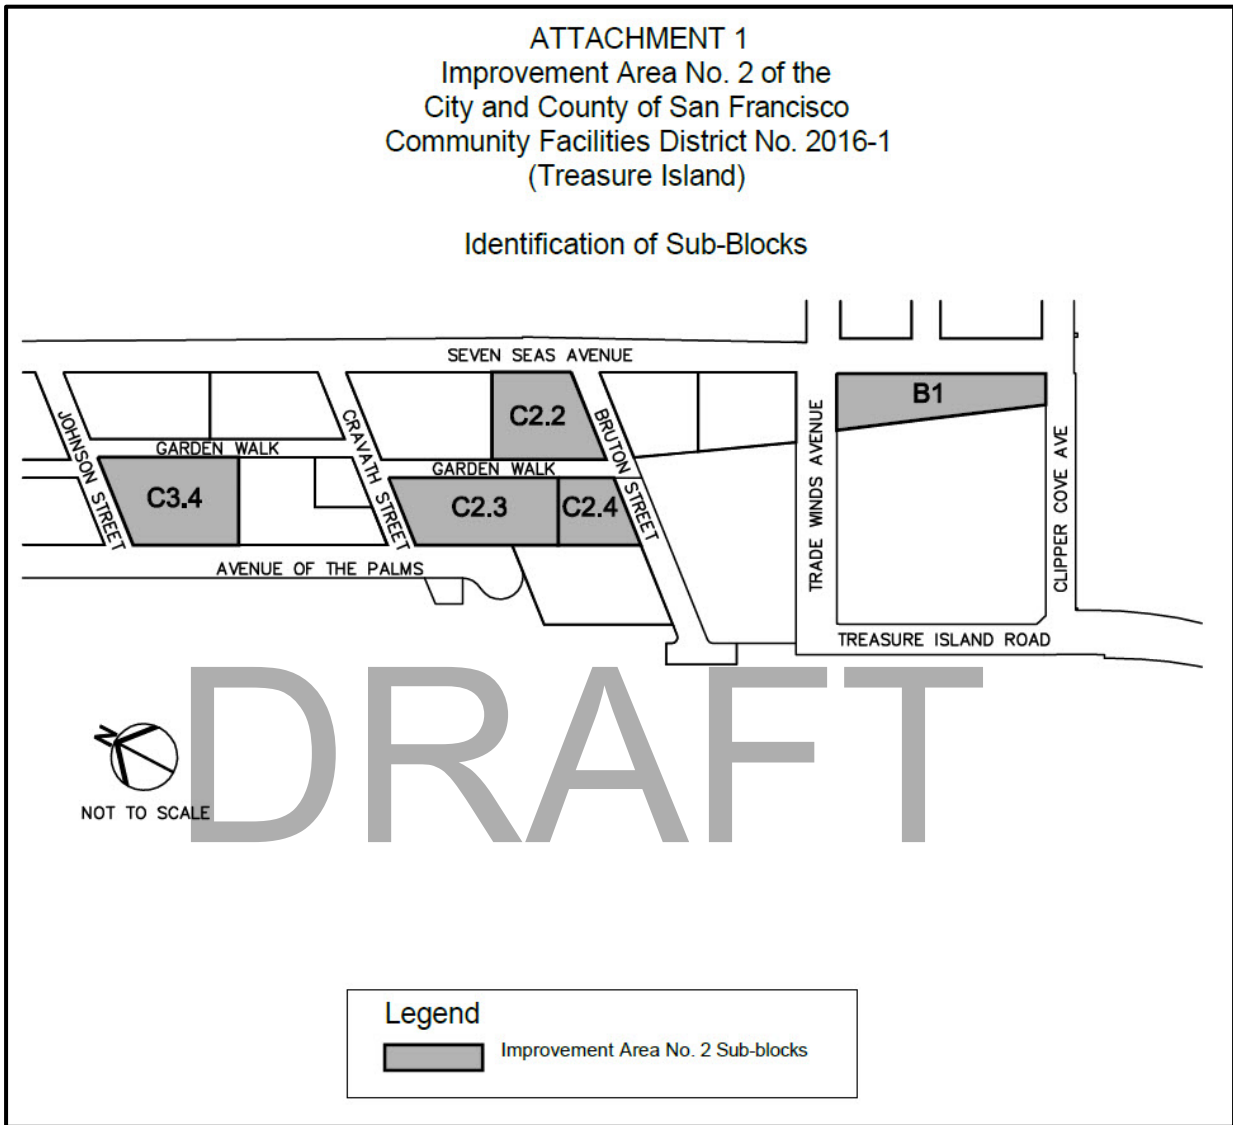 ATTACHMENT 1
Improvement Area No. 2 of the
City and County of San Francisco
Community Facilities District No. 2016-1
(Treasure Island)
Identification of Sub-Blocks
SEVEN SEAS AVENUE
JOHNSON STREET
GARDEN WALK
CRAVATH STREET
C2.2
BRUTON STREET
TRADE WINDS AVENUE
B1
CLIPPER COVE AVE
GARDEN WALK
C3.4
C2.3
C2.4
AVENUE OF THE PALMS
TREASURE ISLAND ROAD
DRAFT
N
NOT TO SCALE
Legend
Improvement Area No. 2 Sub-blocks